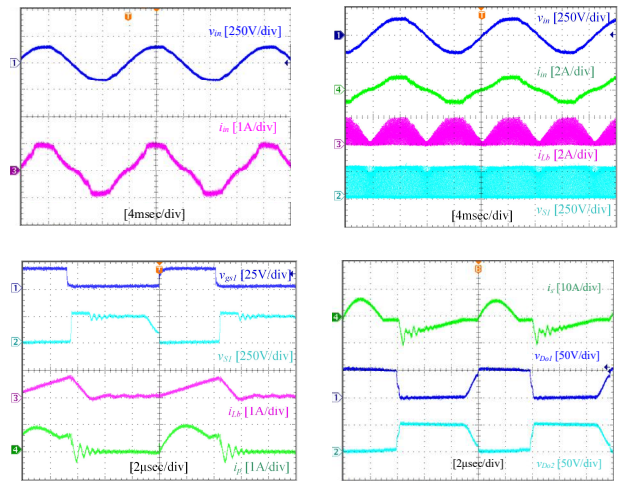 T
v_in [250V/div]
1
i_in [1A/div]
3
[4msec/div]
T
v_in [250V/div]
1
i_in [2A/div]
4
3
i_Lb [2A/div]
2
v_S1 [250V/div]
[4msec/div]
T
v_gs1 [25V/div]
1
2
v_S1 [250V/div]
3
i_Lb [1A/div]
4
[2μsec/div]
i_p [1A/div]
4
i_s [10A/div]
v_Do1 [50V/div]
1
2
[2μsec/div]
v_Do2 [50V/div]